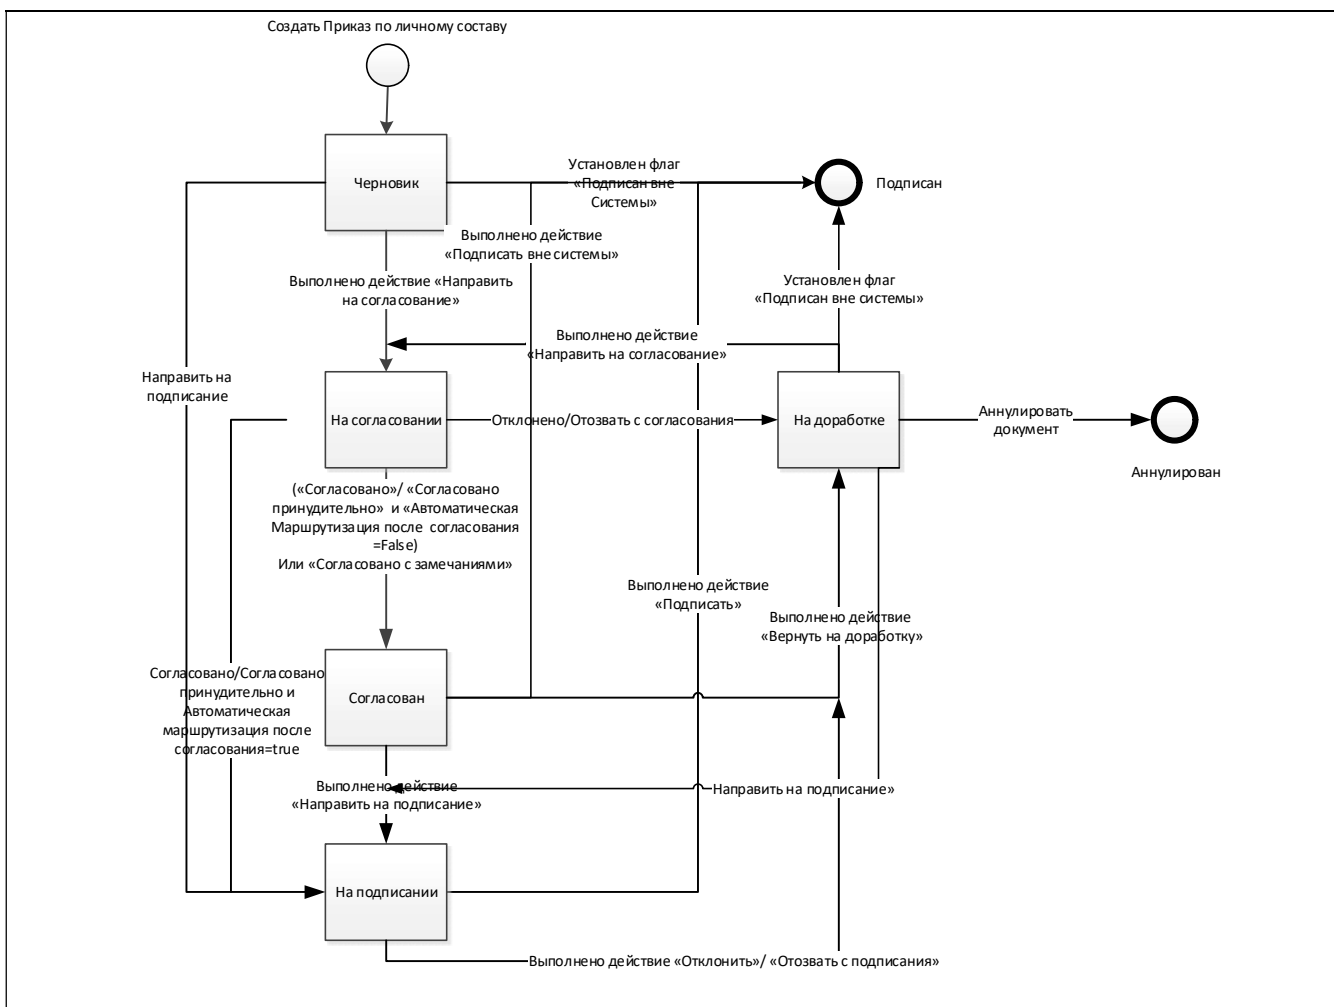 Создать Приказ по личному составу
Черновик
Установлен флаг
«Подписан вне
Системы»
Подписан
Выполнено действие
«Подписать вне системы»
Выполнено действие «Направить
на согласование»
Установлен флаг
«Подписан вне системы»
Выполнено действие
«Направить на согласование»
Направить на
подписание
На согласовании
Отклонено/Отозвать с согласования
На доработке
Аннулировать
документ
Аннулирован
(«Согласовано»/ «Согласовано
принудительно» и «Автоматическая
Маршрутизация после согласования
=False)
Или «Согласовано с замечаниями»
Выполнено действие
«Подписать»
Выполнено действие
«Вернуть на доработку»
Согласовано/Согласовано
принудительно и
Автоматическая
маршрутизация после
согласования=true
Согласован
Выполнено действие
«Направить на подписание»
Направить на подписание»
На подписании
Выполнено действие «Отклонить»/ «Отозвать с подписания»